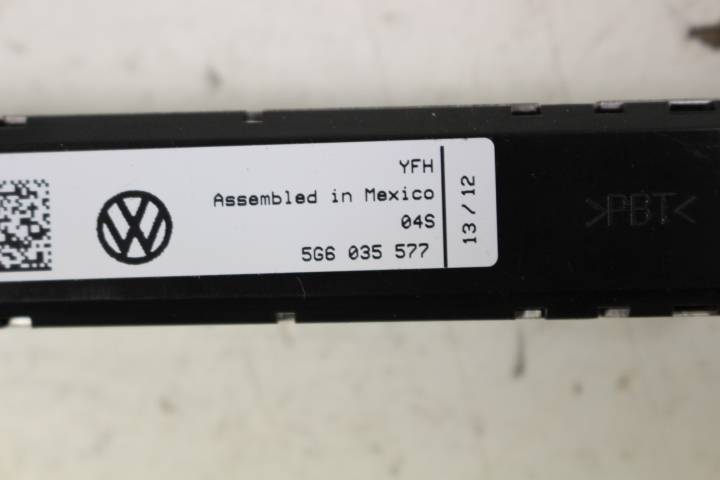 YFH
Assembled in Mexico
04S
5G6 035 577
13/12
>PBT<